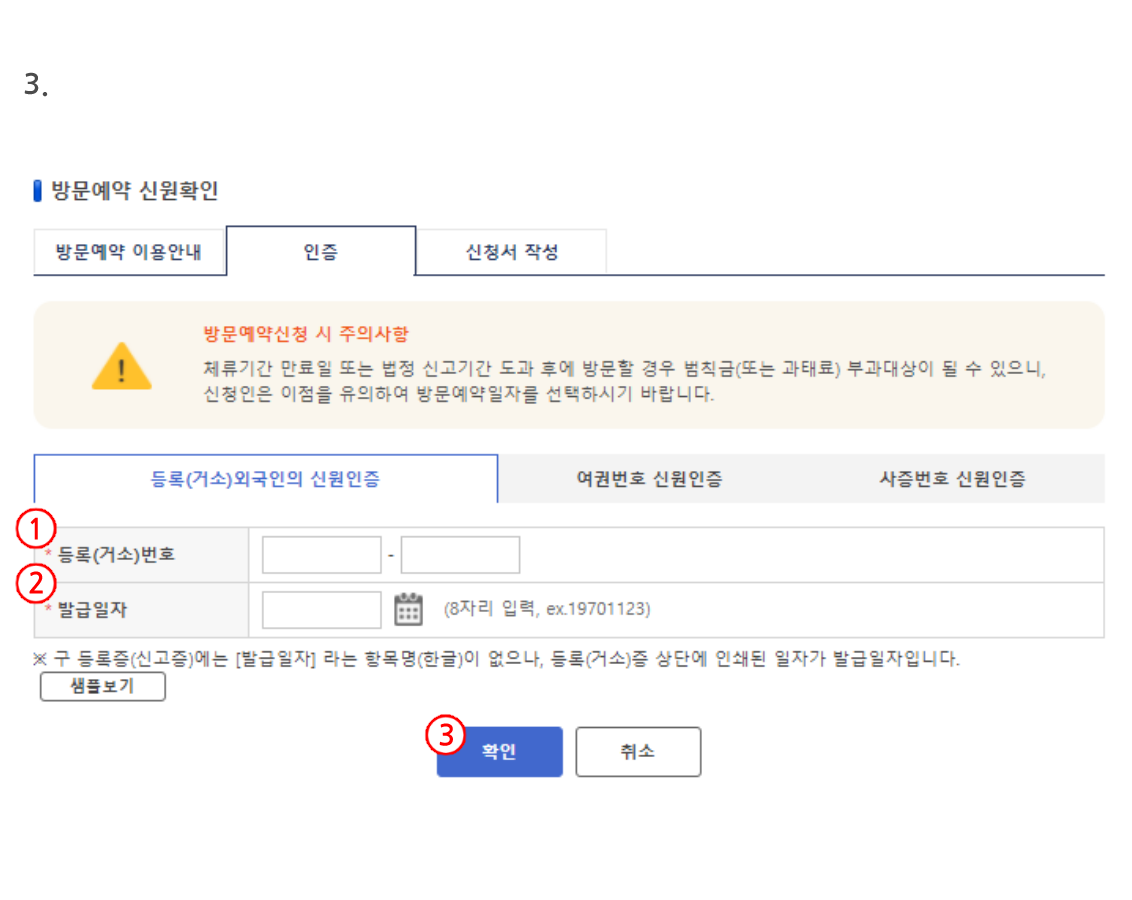 3.
방문예약 신원확인
방문예약 이용안내 인증 신청서 작성
방문예약신청 시 주의사항
체류기간 만료일 또는 법정 신고기간 도과 후에 방문할 경우 범칙금(또는 과태료) 부과대상이 될 수 있으니,
신청인은 이점을 유의하여 방문예약일자를 선택하시기 바랍니다.
등록(거소)외국인의 신원인증 여권번호 신원인증 사증번호 신원인증
①
* 등록(거소)번호 -
②
* 발급일자 (8자리 입력, ex.19701123)
※ 구 등록증(신고증)에는 [발급일자] 라는 항목명(한글)이 없으나, 등록(거소)증 상단에 인쇄된 일자가 발급일자입니다.
샘플보기
③ 확인 취소